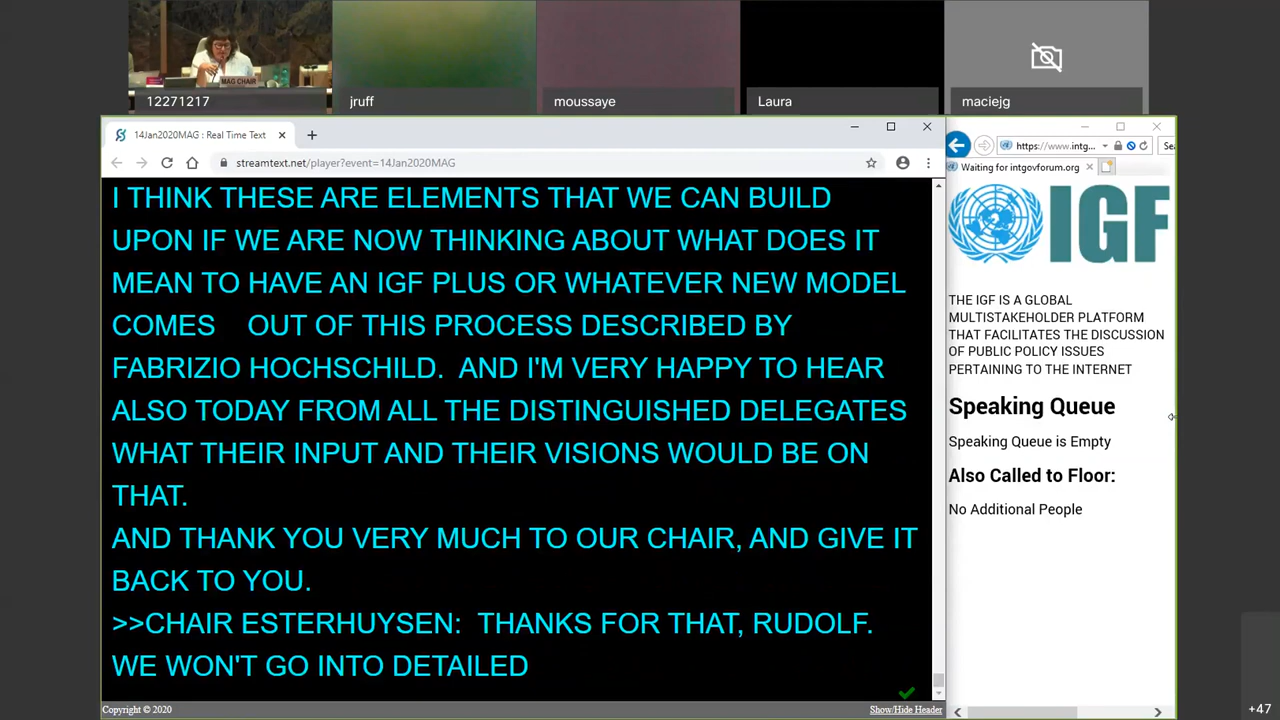 MAG CHAIR
12271217
jruff
moussaye
Laura
maciejg
14Jan2020MAG : Real Time Text
streamtext.net/player?event=14Jan2020MAG
I THINK THESE ARE ELEMENTS THAT WE CAN BUILD
UPON IF WE ARE NOW THINKING ABOUT WHAT DOES IT
MEAN TO HAVE AN IGF PLUS OR WHATEVER NEW MODEL
COMES    OUT OF THIS PROCESS DESCRIBED BY
FABRIZIO HOCHSCHILD.  AND I'M VERY HAPPY TO HEAR
ALSO TODAY FROM ALL THE DISTINGUISHED DELEGATES
WHAT THEIR INPUT AND THEIR VISIONS WOULD BE ON
THAT.
AND THANK YOU VERY MUCH TO OUR CHAIR, AND GIVE IT
BACK TO YOU.
>>CHAIR ESTERHUYSEN:  THANKS FOR THAT, RUDOLF.
WE WON'T GO INTO DETAILED
Copyright © 2020
Show/Hide Header
https://www.intg...
Sea
Waiting for intgovforum.org
IGF
THE IGF IS A GLOBAL
MULTISTAKEHOLDER PLATFORM
THAT FACILITATES THE DISCUSSION
OF PUBLIC POLICY ISSUES
PERTAINING TO THE INTERNET
Speaking Queue
Speaking Queue is Empty
Also Called to Floor:
No Additional People
+47